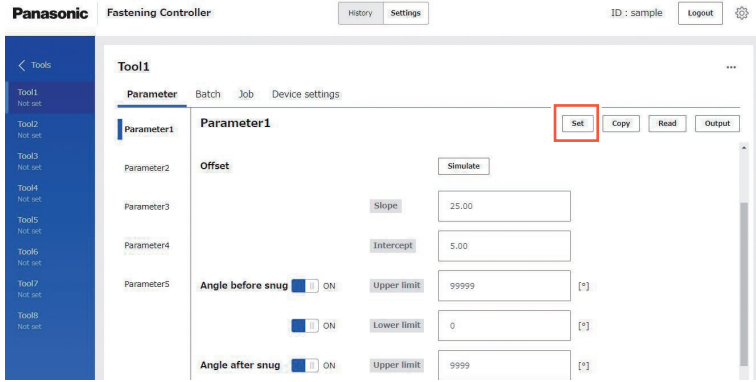 Panasonic Fastening Controller History Settings ID : sample Logout
Tools
Tool1
Not set
Tool2
Not set
Tool3
Not set
Tool4
Not set
Tool5
Not set
Tool6
Not set
Tool7
Not set
Tool8
Not set
Tool1 ...
Parameter Batch Job Device settings
Parameter1
Parameter2
Parameter3
Parameter4
Parameter5
Parameter1 Set Copy Read Output
Offset Simulate
Slope 25.00
Intercept 5.00
Angle before snug ON Upper limit 99999 [°]
ON Lower limit 0 [°]
Angle after snug ON Upper limit 9999 [°]